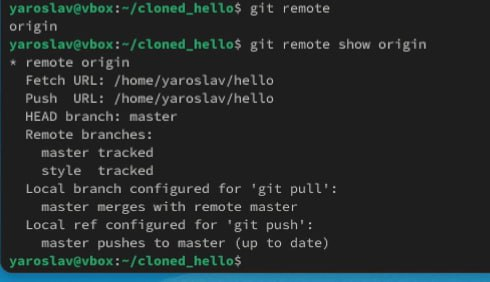 yaroslav@vbox:~/cloned_hello$ git remote
origin
yaroslav@vbox:~/cloned_hello$ git remote show origin
* remote origin
  Fetch URL: /home/yaroslav/hello
  Push  URL: /home/yaroslav/hello
  HEAD branch: master
  Remote branches:
    master tracked
    style  tracked
  Local branch configured for 'git pull':
    master merges with remote master
  Local ref configured for 'git push':
    master pushes to master (up to date)
yaroslav@vbox:~/cloned_hello$